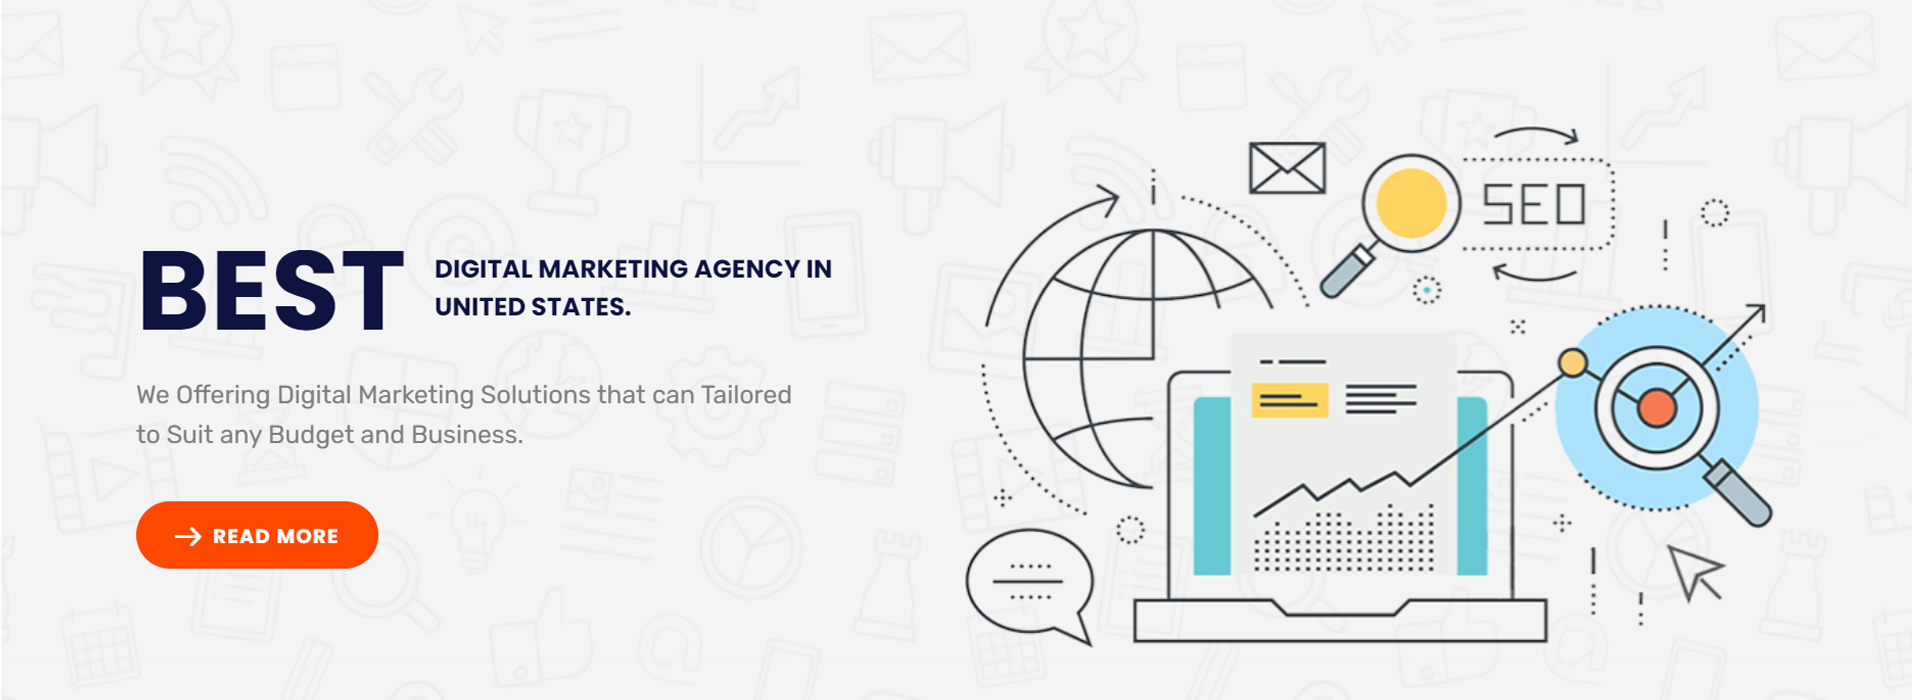 BEST
DIGITAL MARKETING AGENCY IN
UNITED STATES.
We Offering Digital Marketing Solutions that can Tailored
to Suit any Budget and Business.
READ MORE
SEO